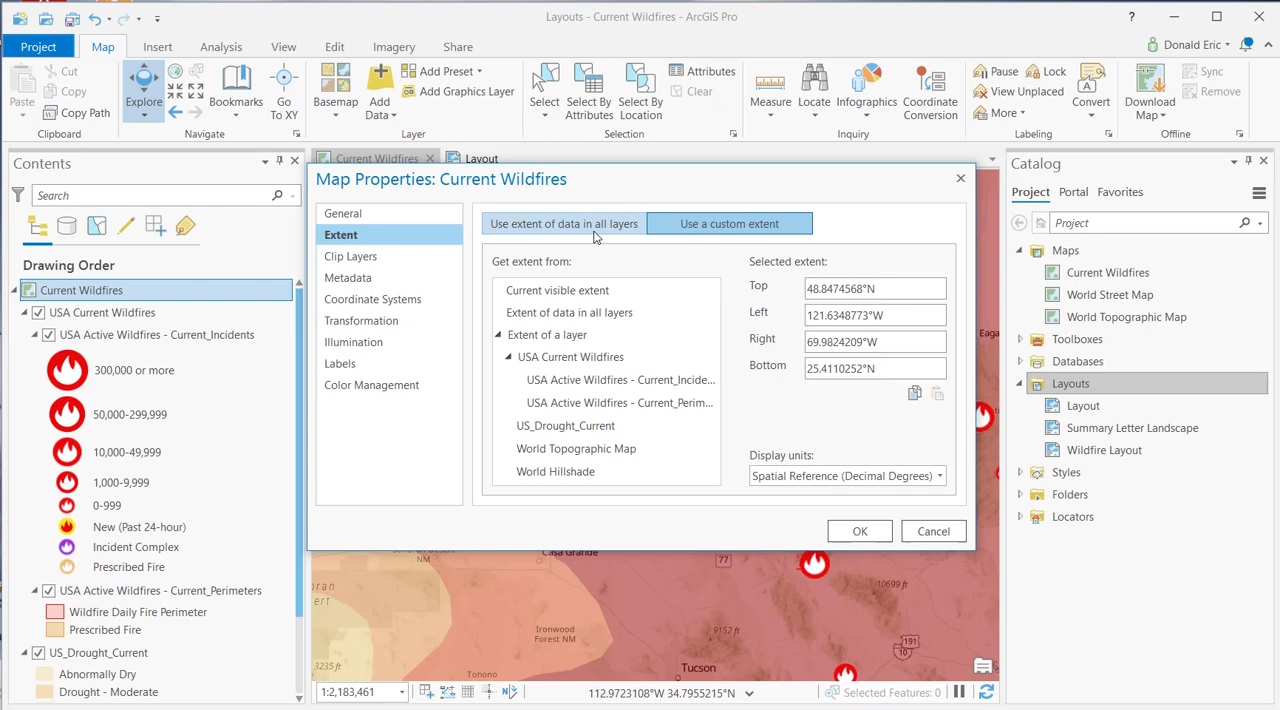 Layouts - Current Wildfires - ArcGIS Pro
?
Project Map Insert Analysis View Edit Imagery Share
Donald Eric
Paste
Cut
Copy
Copy Path
Clipboard
Explore
Bookmarks
Go To XY
Navigate
Basemap
Add Data
Add Preset
Add Graphics Layer
Layer
Select
Select By Attributes
Select By Location
Attributes
Clear
Selection
Measure
Locate
Infographics
Coordinate Conversion
Inquiry
Pause
Lock
View Unplaced
More
Convert
Labeling
Download Map
Sync
Remove
Offline
Contents
Search
Drawing Order
Current Wildfires
USA Current Wildfires
USA Active Wildfires - Current_Incidents
300,000 or more
50,000-299,999
10,000-49,999
1,000-9,999
0-999
New (Past 24-hour)
Incident Complex
Prescribed Fire
USA Active Wildfires - Current_Perimeters
Wildfire Daily Fire Perimeter
Prescribed Fire
US_Drought_Current
Abnormally Dry
Drought - Moderate
Current Wildfires
Layout
Map Properties: Current Wildfires
General
Extent
Clip Layers
Metadata
Coordinate Systems
Transformation
Illumination
Labels
Color Management
Use extent of data in all layers
Use a custom extent
Get extent from:
Current visible extent
Extent of data in all layers
Extent of a layer
USA Current Wildfires
USA Active Wildfires - Current_Incide...
USA Active Wildfires - Current_Perim...
US_Drought_Current
World Topographic Map
World Hillshade
Selected extent:
Top 48.8474568°N
Left 121.6348773°W
Right 69.9824209°W
Bottom 25.4110252°N
Display units:
Spatial Reference (Decimal Degrees)
OK
Cancel
Eaga
NM
Casa Grande
77
10699 ft
Ironwood
Forest NM
9152 ft
191
10
3235 ft
Tucson
Tohono
1:2,183,461
112.9723108°W 34.7955215°N
Selected Features: 0
Catalog
Project Portal Favorites
Project
Maps
Current Wildfires
World Street Map
World Topographic Map
Toolboxes
Databases
Layouts
Layout
Summary Letter Landscape
Wildfire Layout
Styles
Folders
Locators